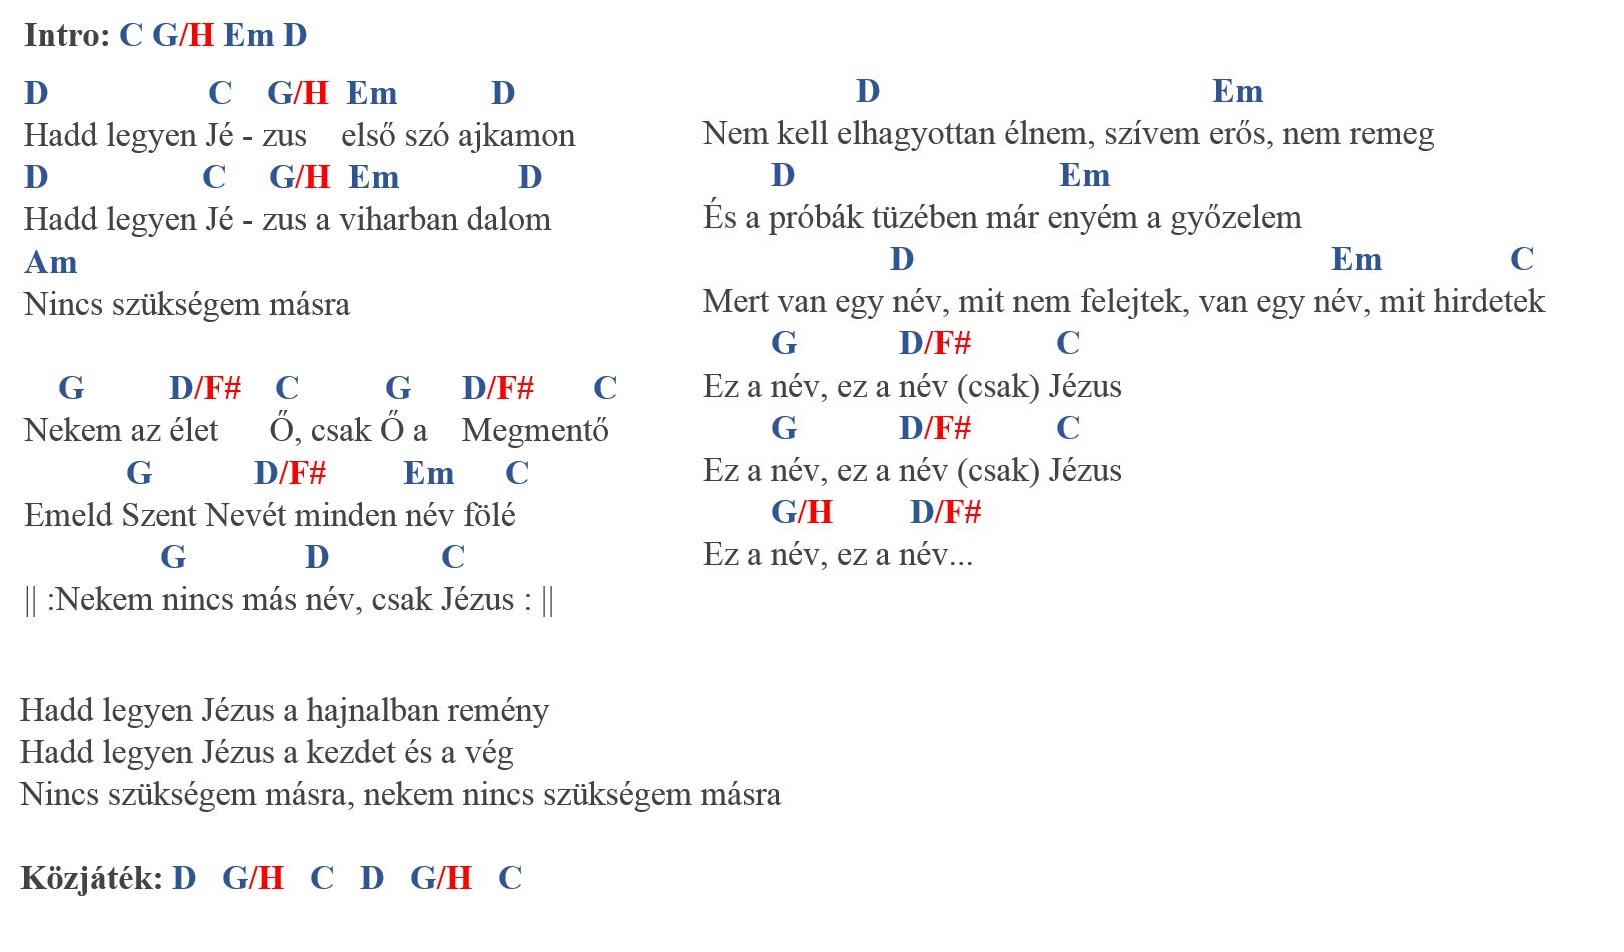 Intro: C G/H Em D
D C G/H Em D
Hadd legyen Jé - zus első szó ajkamon
D C G/H Em D
Hadd legyen Jé - zus a viharban dalom
Am
Nincs szükségem másra
G D/F# C G D/F# C
Nekem az élet Ő, csak Ő a Megmentő
G D/F# Em C
Emeld Szent Nevét minden név fölé
G D C
|| :Nekem nincs más név, csak Jézus : ||
Hadd legyen Jézus a hajnalban remény
Hadd legyen Jézus a kezdet és a vég
Nincs szükségem másra, nekem nincs szükségem másra
Közjáték: D G/H C D G/H C
D Em
Nem kell elhagyottan élnem, szívem erős, nem remeg
D Em
És a próbák tüzében már enyém a győzelem
D Em C
Mert van egy név, mit nem felejtek, van egy név, mit hirdetek
G D/F# C
Ez a név, ez a név (csak) Jézus
G D/F# C
Ez a név, ez a név (csak) Jézus
G/H D/F#
Ez a név, ez a név...